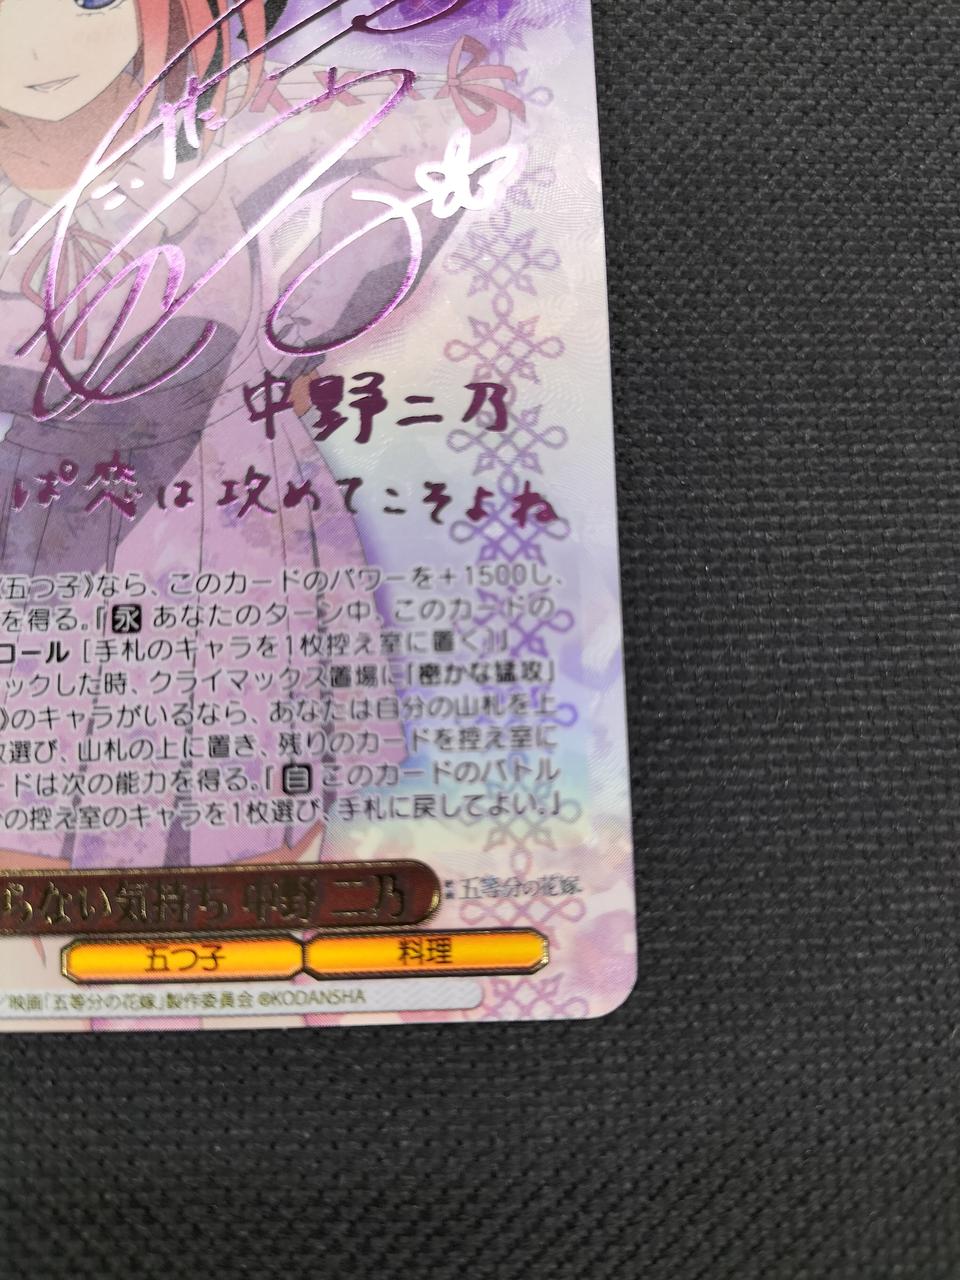 中野二乃
ぱ恋は攻めてこそよね
《五つ子》なら、このカードのパワーを＋1500し、
を得る。『永 あなたのターン中、このカードの
コール［手札のキャラを1枚控え室に置く］』
ックした時、クライマックス置場に「密かな猛攻」
》のキャラがいるなら、あなたは自分の山札を上
枚選び、山札の上に置き、残りのカードを控え室に
ードは次の能力を得る。『自 このカードのバトル
の控え室のキャラを1枚選び、手札に戻してよい。』
らない気持ち 中野 二乃
映画 五等分の花嫁
五つ子 料理
／映画「五等分の花嫁」製作委員会 ©KODANSHA